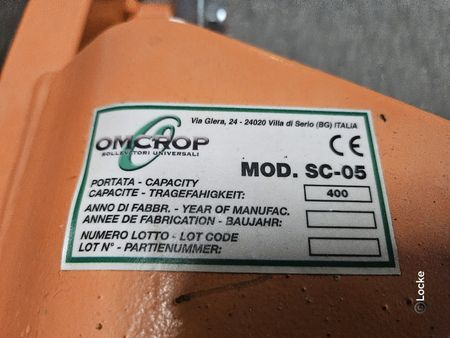 Via Glera, 24 - 24020 Villa di Serio (BG) ITALIA
OMCROP
SOLLEVATORI UNIVERSALI
CE
MOD. SC-05
PORTATA - CAPACITY
CAPACITE - TRAGEFAHIGKEIT: 400
ANNO DI FABBR. - YEAR OF MANUFAC.
ANNEE DE FABRICATION - BAUJAHR:
NUMERO LOTTO - LOT CODE
LOT N° - PARTIENUMMER:
© Locke